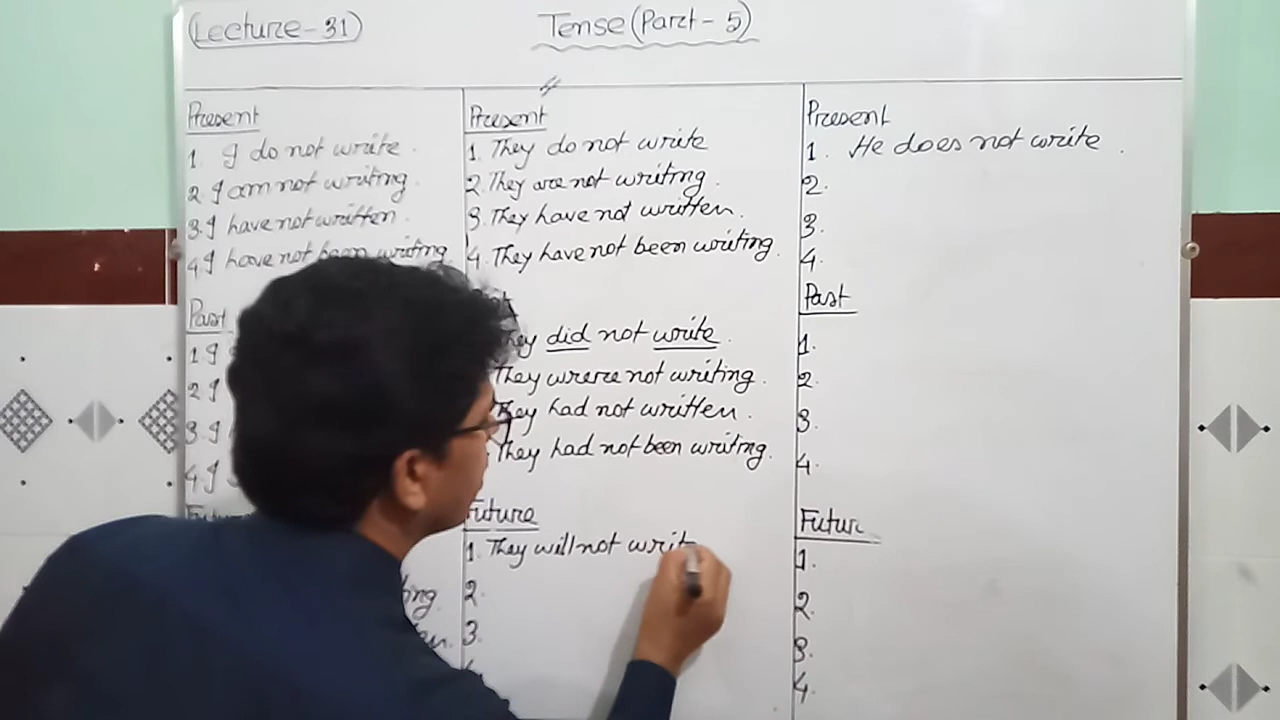 (Lecture-31)
Tense (Part-5)
Present
1. I do not write.
2. I am not writing.
3. I have not written.
4. I have not been writing
Past
1. I
2. I
3. I
4. I
Present
1. They do not write
2. They are not writing.
3. They have not written.
4. They have not been writing.
They did not write.
They were not writing.
They had not written.
They had not been writing.
Future
1. They will not writ
2.
3.
Present
1. He does not write.
2.
3.
4.
Past
1.
2.
3.
4.
Futur
1.
2.
3.
4.